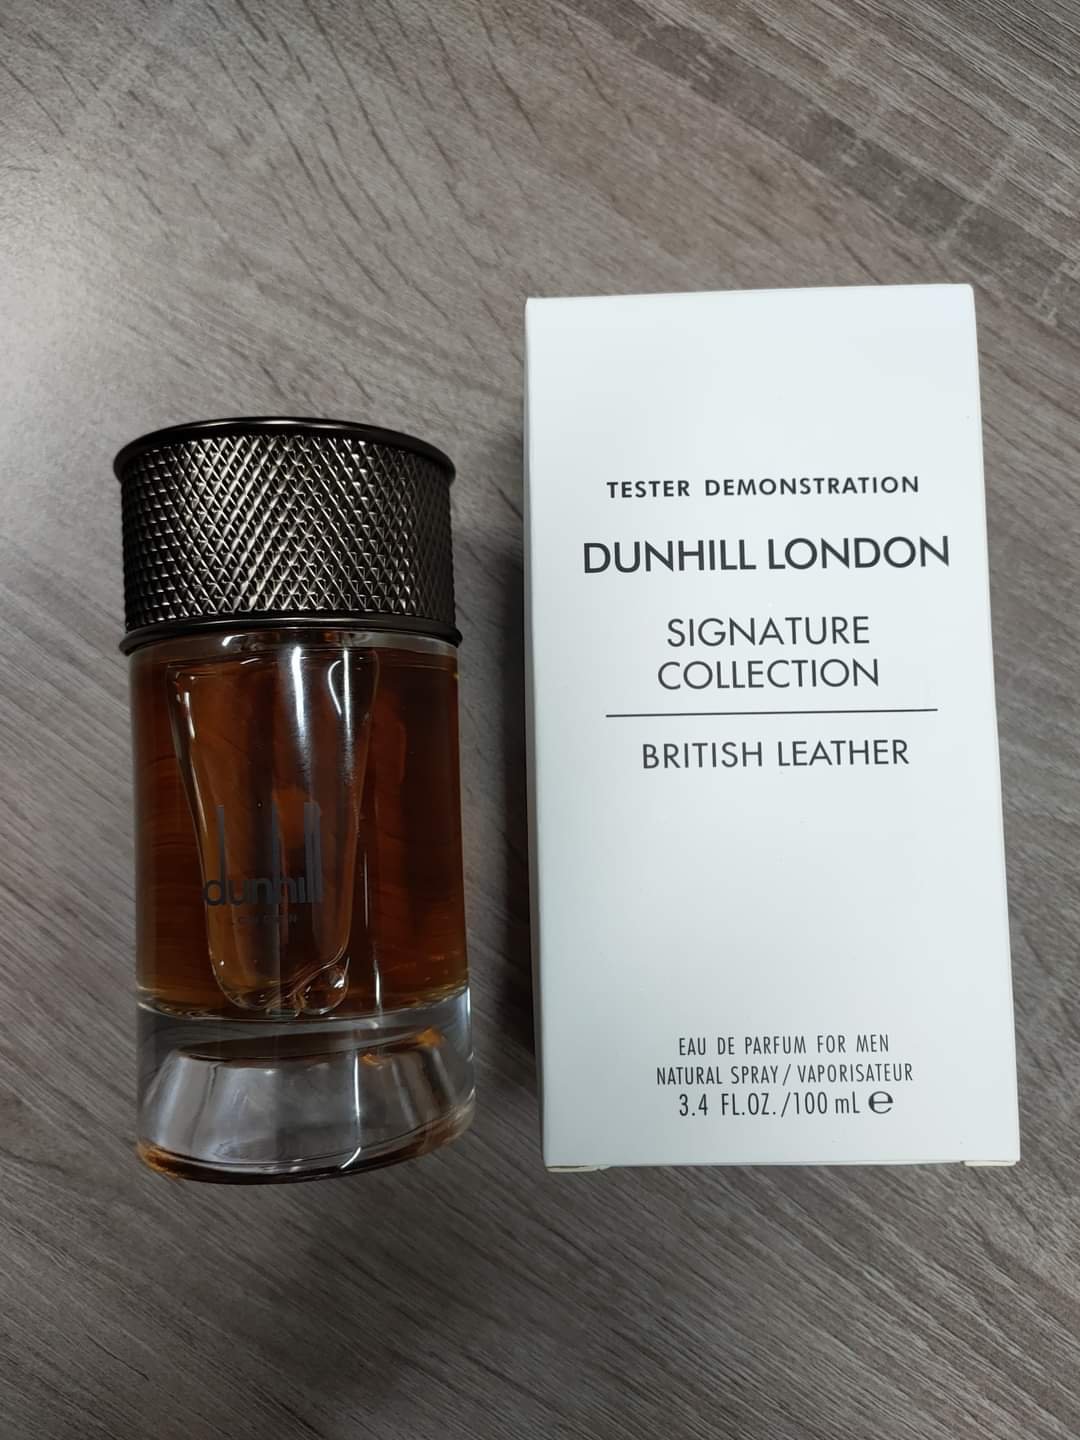 dunhill
LONDON
TESTER DEMONSTRATION
DUNHILL LONDON
SIGNATURE
COLLECTION
BRITISH LEATHER
EAU DE PARFUM FOR MEN
NATURAL SPRAY / VAPORISATEUR
3.4 FL.OZ./100 mL ℮